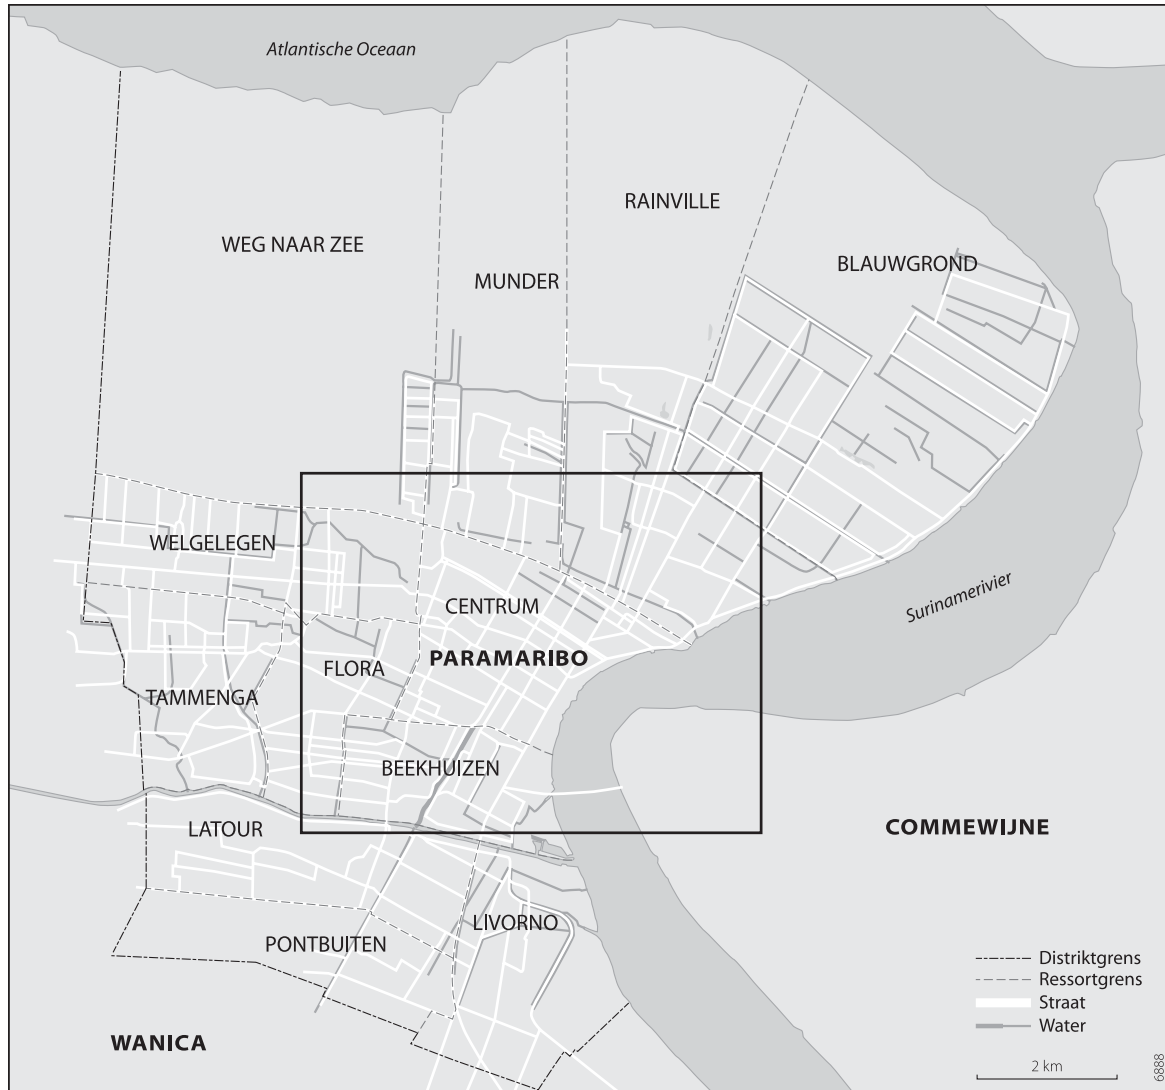 Atlantische Oceaan
RAINVILLE
WEG NAAR ZEE
BLAUWGROND
MUNDER
WELGELEGEN
Surinamerivier
CENTRUM
PARAMARIBO
FLORA
TAMMENGA
BEEKHUIZEN
LATOUR
COMMEWIJNE
LIVORNO
PONTBUITEN
Distriktgrens
Ressortgrens
Straat
Water
WANICA
2 km
6888